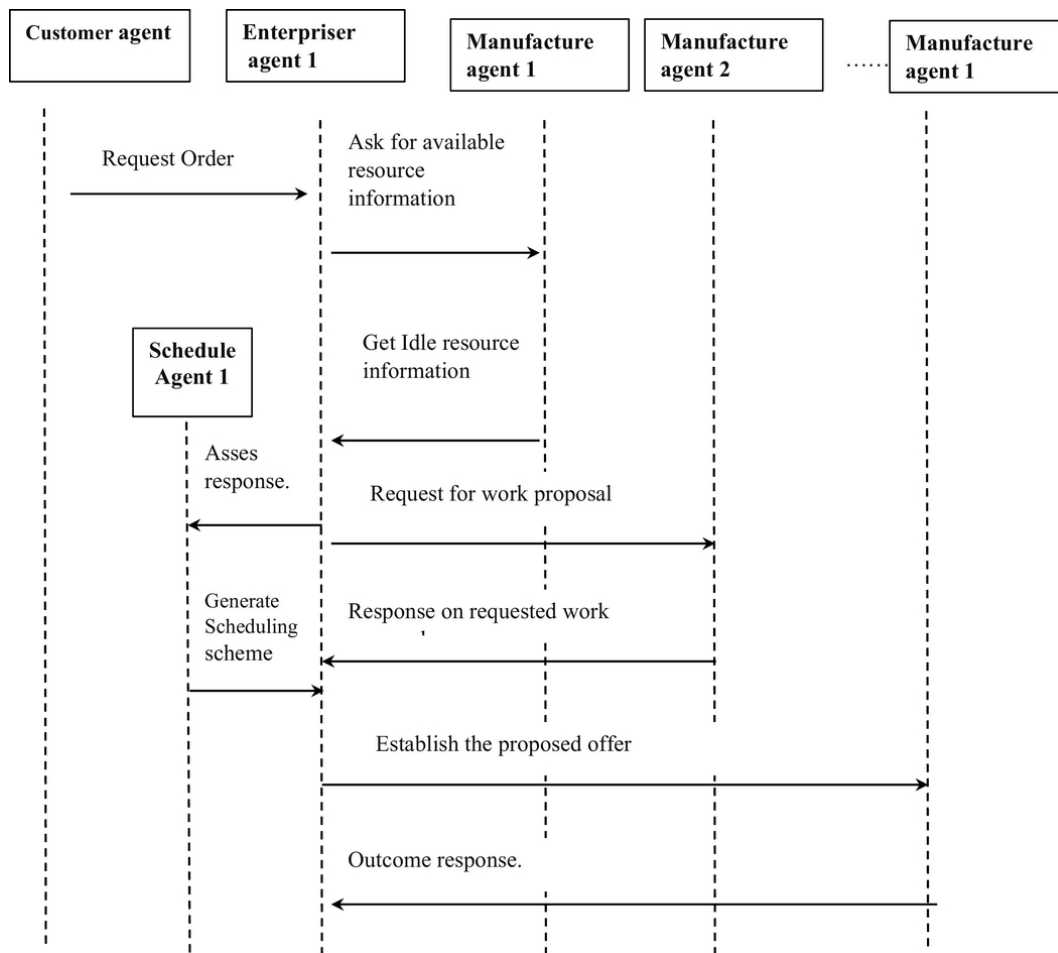 Customer agent
Enterpriser
agent 1
Manufacture
agent 1
Manufacture
agent 2
........
Manufacture
agent 1
Request Order
Ask for available
resource
information
Get Idle resource
information
Schedule
Agent 1
Asses
response.
Request for work proposal
Generate
Scheduling
scheme
Response on requested work
Establish the proposed offer
Outcome response.